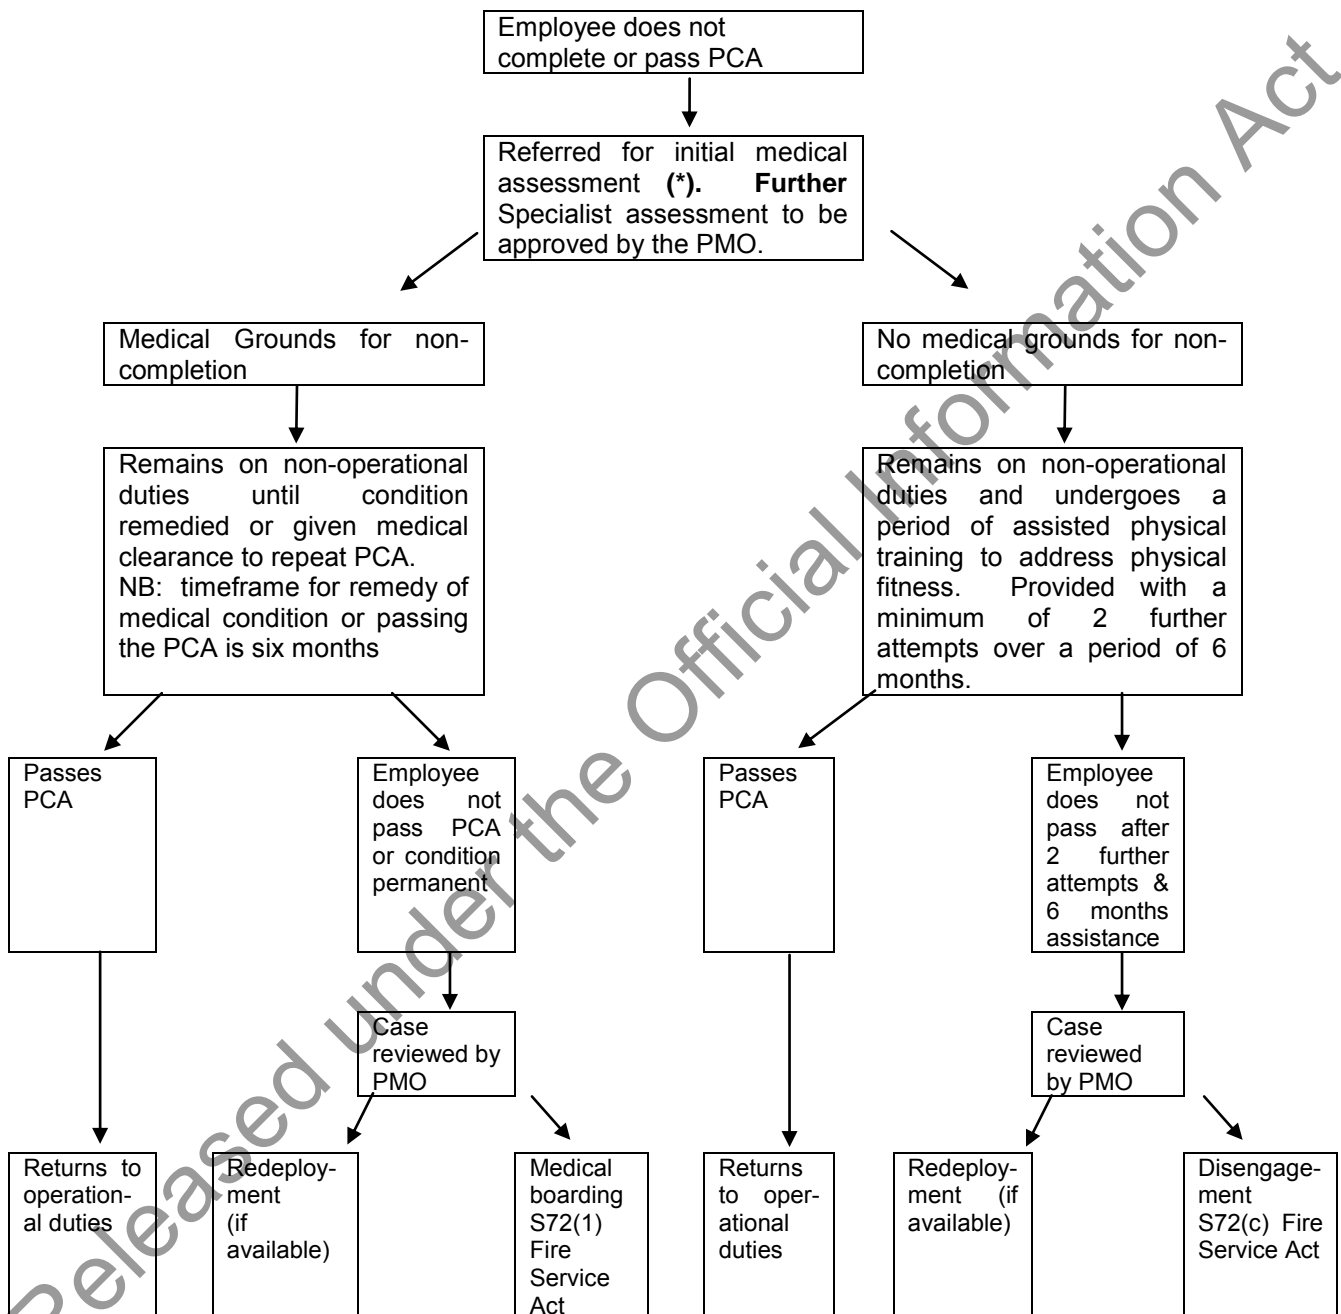 Employee does not
complete or pass PCA
Referred for initial medical
assessment (*). Further
Specialist assessment to be
approved by the PMO.
Medical Grounds for non-
completion
No medical grounds for non-
completion
Remains on non-operational
duties until condition
remedied or given medical
clearance to repeat PCA.
NB: timeframe for remedy of
medical condition or passing
the PCA is six months
Remains on non-operational
duties and undergoes a
period of assisted physical
training to address physical
fitness. Provided with a
minimum of 2 further
attempts over a period of 6
months.
Passes
PCA
Employee
does not
pass PCA
or condition
permanent
Passes
PCA
Employee
does not
pass after
2 further
attempts &
6 months
assistance
Case
reviewed by
PMO
Case
reviewed
by PMO
Returns to
operation-
al duties
Redeploy-
ment
(if
available)
Medical
boarding
S72(1)
Fire
Service
Act
Returns
to oper-
ational
duties
Redeploy-
ment (if
available)
Disengage-
ment
S72(c) Fire
Service Act
Released under the Official Information Act